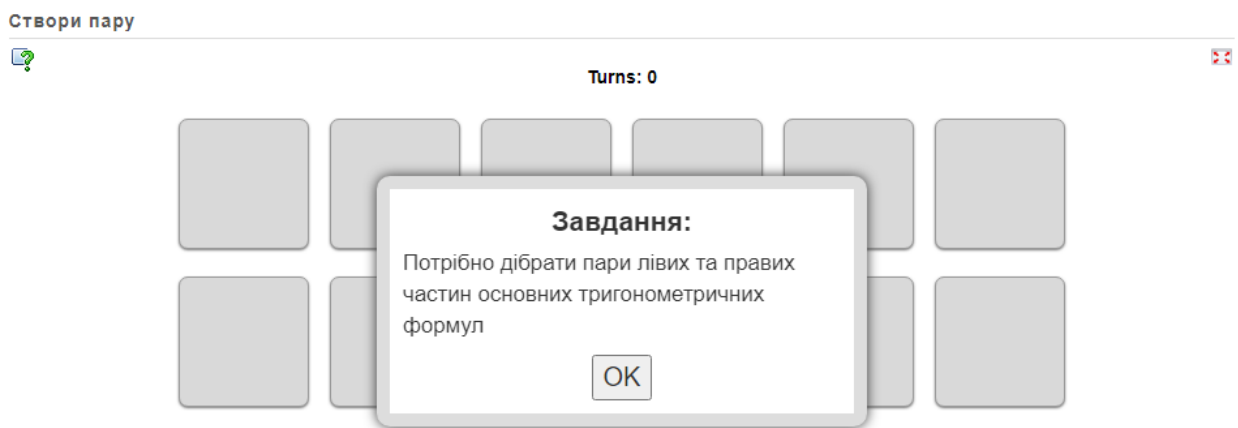 Створи пару
Turns: 0
Завдання:
Потрібно дібрати пари лівих та правих
частин основних тригонометричних
формул
OK